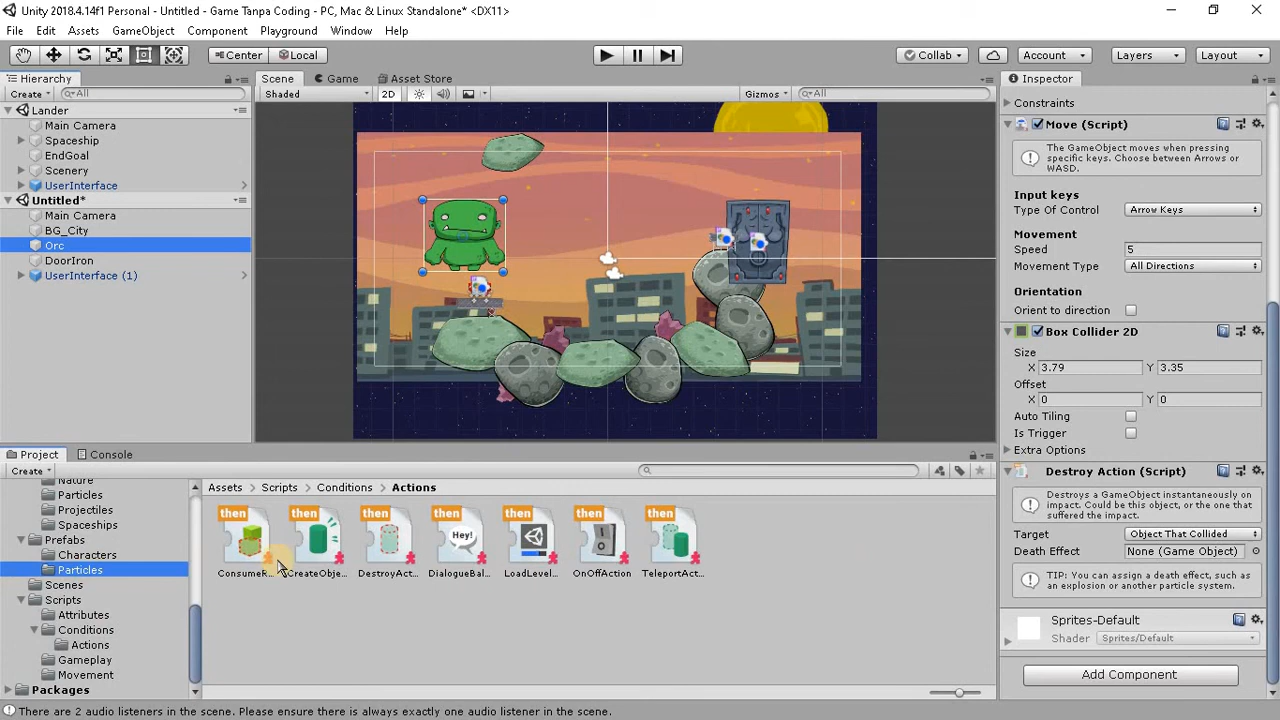 Unity 2018.4.14f1 Personal - Untitled - Game Tanpa Coding - PC, Mac & Linux Standalone* <DX11>
File Edit Assets GameObject Component Playground Window Help
Center Local Collab Account Layers Layout
Hierarchy Scene Game Asset Store Inspector
Create All Shaded 2D Gizmos All
Lander
Main Camera
Spaceship
EndGoal
Scenery
UserInterface
Untitled*
Main Camera
BG_City
Orc
DoorIron
UserInterface (1)
Constraints
Move (Script)
The GameObject moves when pressing
specific keys. Choose between Arrows or
WASD.
Input keys
Type Of Control Arrow Keys
Movement
Speed 5
Movement Type All Directions
Orientation
Orient to direction
Box Collider 2D
Size
X 3.79 Y 3.35
Offset
X 0 Y 0
Auto Tiling
Is Trigger
Extra Options
Destroy Action (Script)
Destroys a GameObject instantaneously on
impact. Could be this object, or the one that
suffered the impact.
Target Object That Collided
Death Effect None (Game Object)
TIP: You can assign a death effect, such as
an explosion or another particle system.
Sprites-Default
Shader Sprites/Default
Add Component
Project Console
Create
Nature
Particles
Projectiles
Spaceships
Prefabs
Characters
Particles
Scenes
Scripts
Attributes
Conditions
Actions
Gameplay
Movement
Packages
Assets Scripts Conditions Actions
then then then then then then then
Hey!
ConsumeR... CreateObje... DestroyAct... DialogueBal... LoadLevel... OnOffAction TeleportAct...
There are 2 audio listeners in the scene. Please ensure there is always exactly one audio listener in the scene.